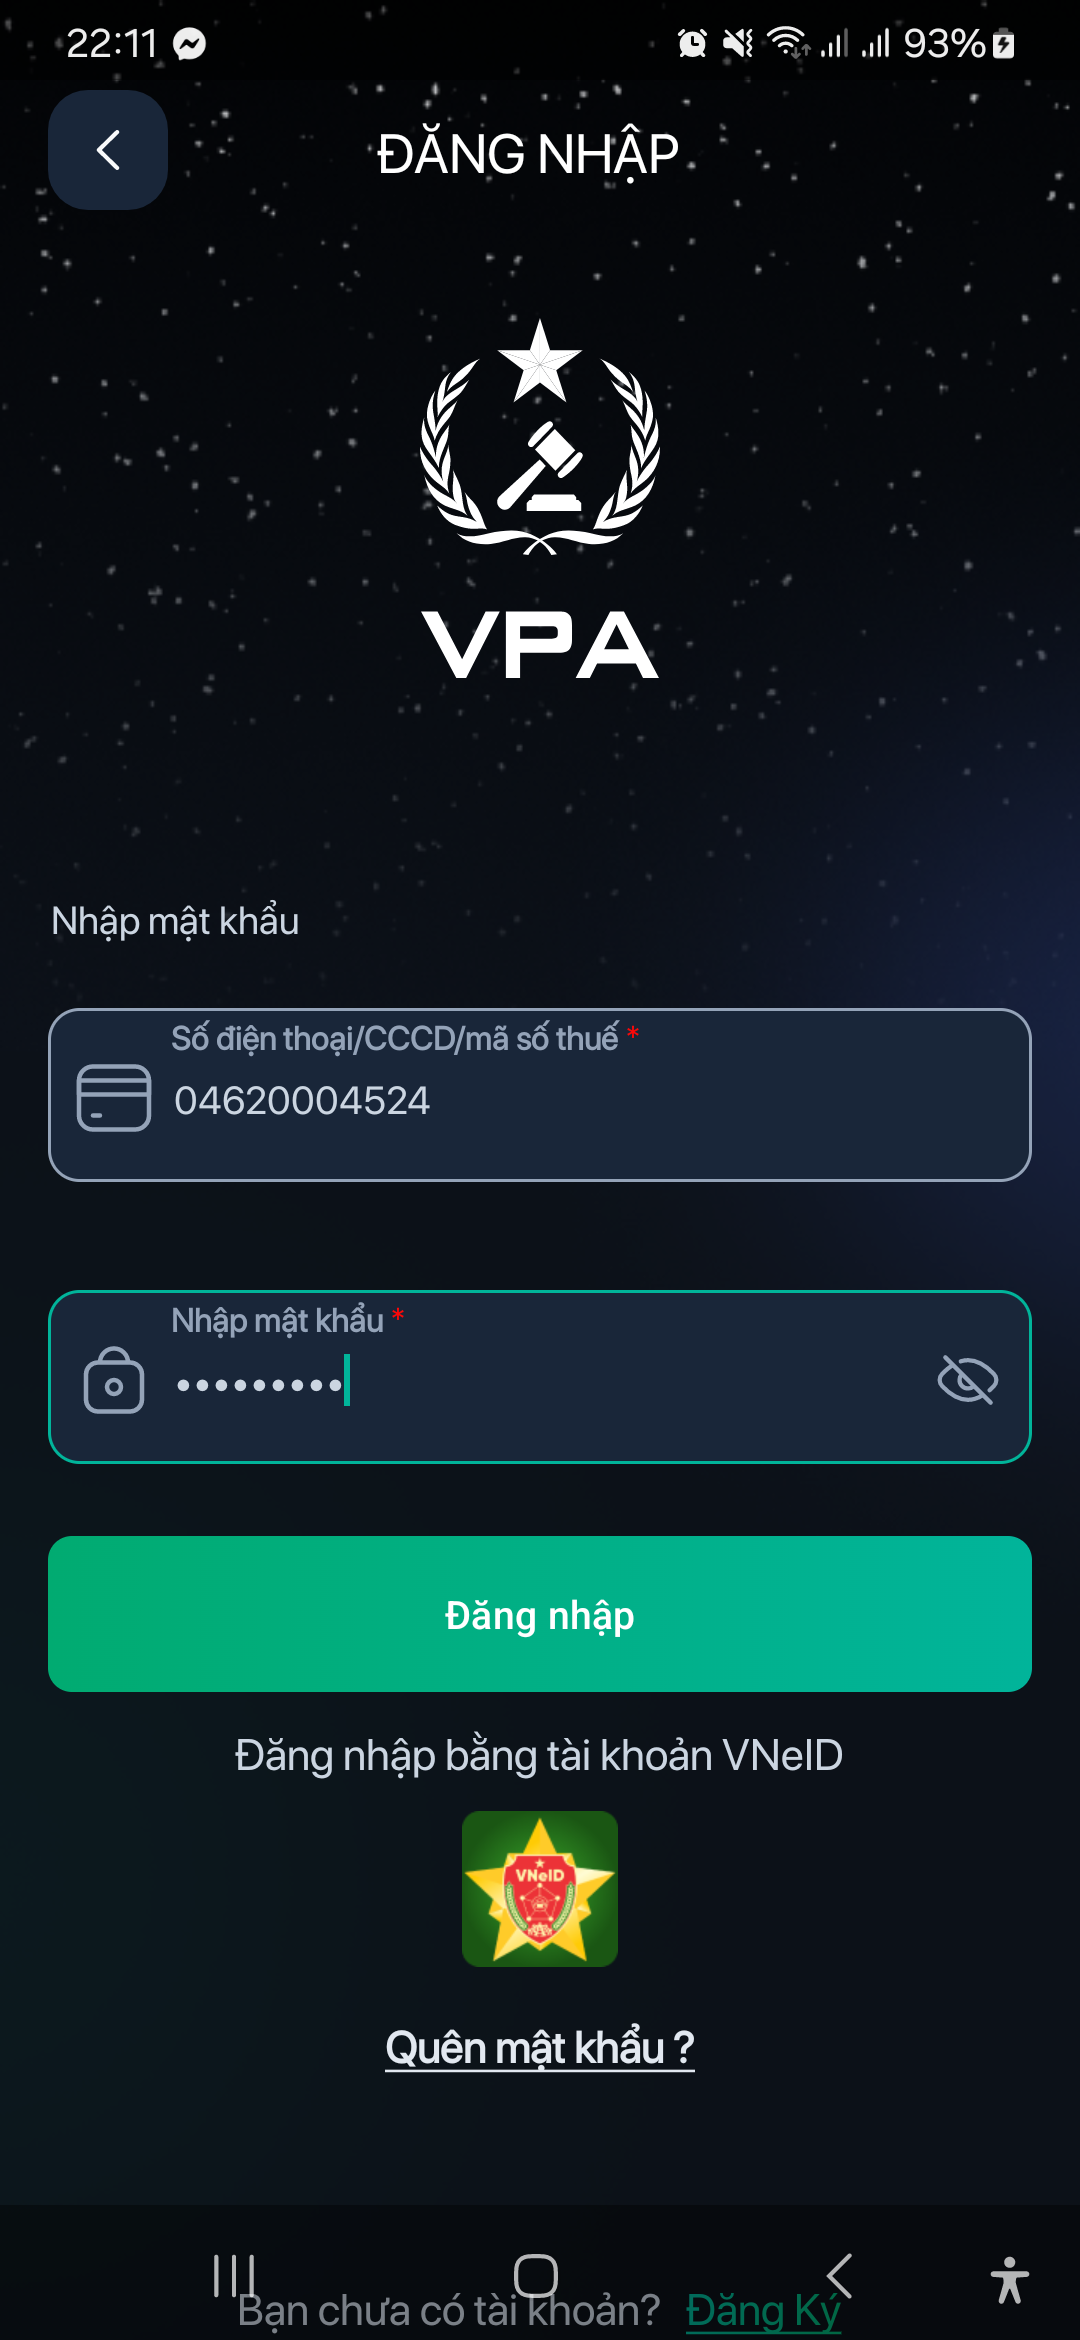 22:11 93%
ĐĂNG NHẬP
VPA
Nhập mật khẩu
Số điện thoại/CCCD/mã số thuế *
04620004524
Nhập mật khẩu *
•••••••••
Đăng nhập
Đăng nhập bằng tài khoản VNeID
VNeID
Quên mật khẩu ?
Bạn chưa có tài khoản? Đăng Ký